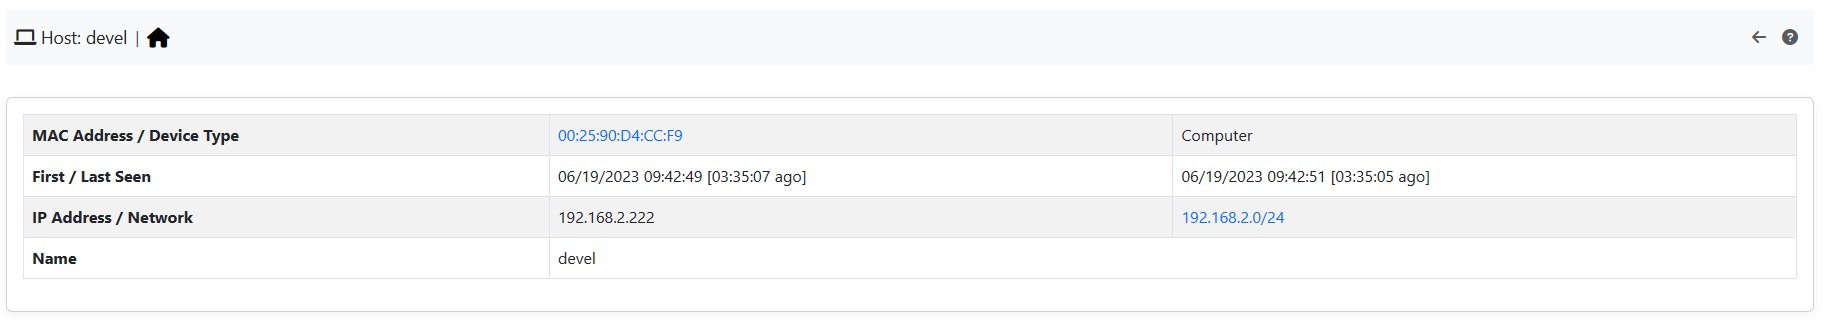 Host: devel |
MAC Address / Device Type 00:25:90:D4:CC:F9 Computer
First / Last Seen 06/19/2023 09:42:49 [03:35:07 ago] 06/19/2023 09:42:51 [03:35:05 ago]
IP Address / Network 192.168.2.222 192.168.2.0/24
Name devel